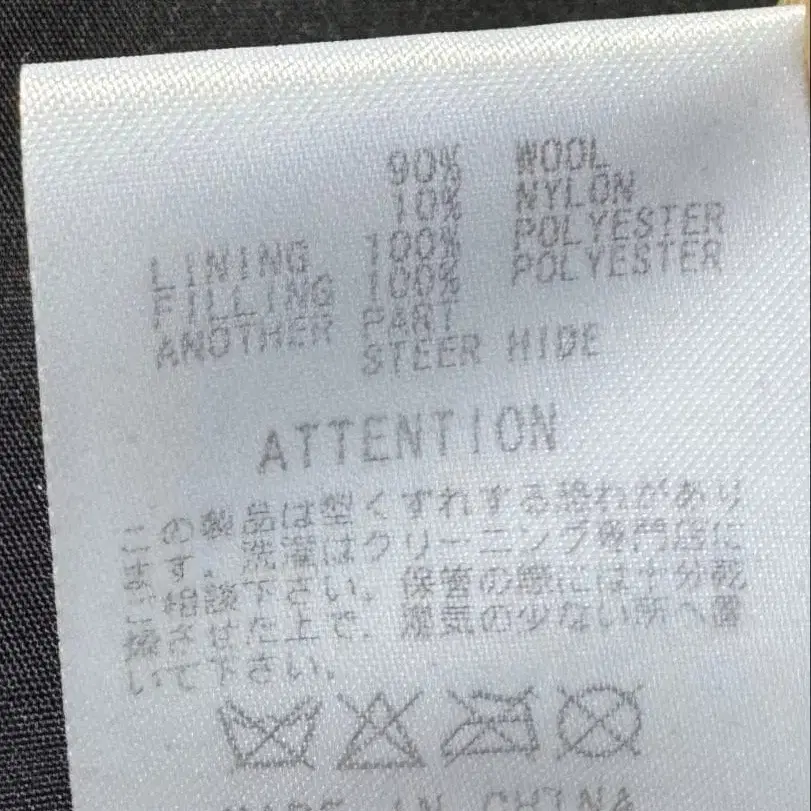 90% WOOL
10% NYLON
LINING 100% POLYESTER
FILLING 100% POLYESTER
ANOTHER PART
STEER HIDE
ATTENTION
この製品は型くずれする恐れがあり
ます。洗濯はクリーニング専門店に
ご相談下さい。保管の際には十分乾
燥させた上で、湿気の少ない所へ置
いて下さい。
MADE IN CHINA